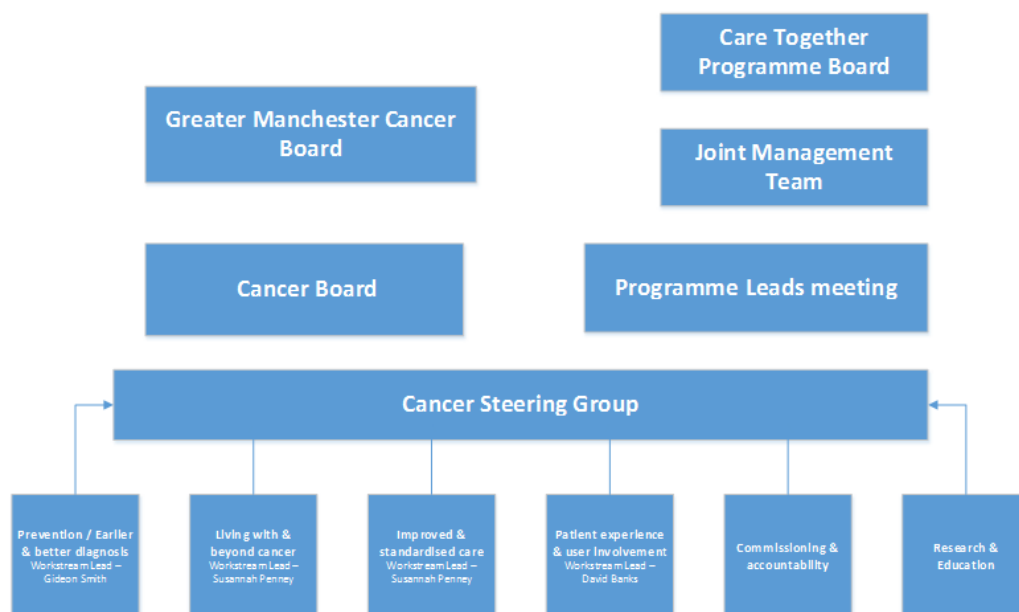 Care Together
Programme Board
Greater Manchester Cancer
Board
Joint Management
Team
Cancer Board
Programme Leads meeting
Cancer Steering Group
Prevention / Earlier
& better diagnosis
Workstream Lead –
Gideon Smith
Living with &
beyond cancer
Workstream Lead –
Susannah Penney
Improved &
standardised care
Workstream Lead –
Susannah Penney
Patient experience
& user involvement
Workstream Lead –
David Banks
Commissioning &
accountability
Research &
Education